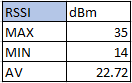 RSSI dBm
MAX 35
MIN 14
AV 22.72